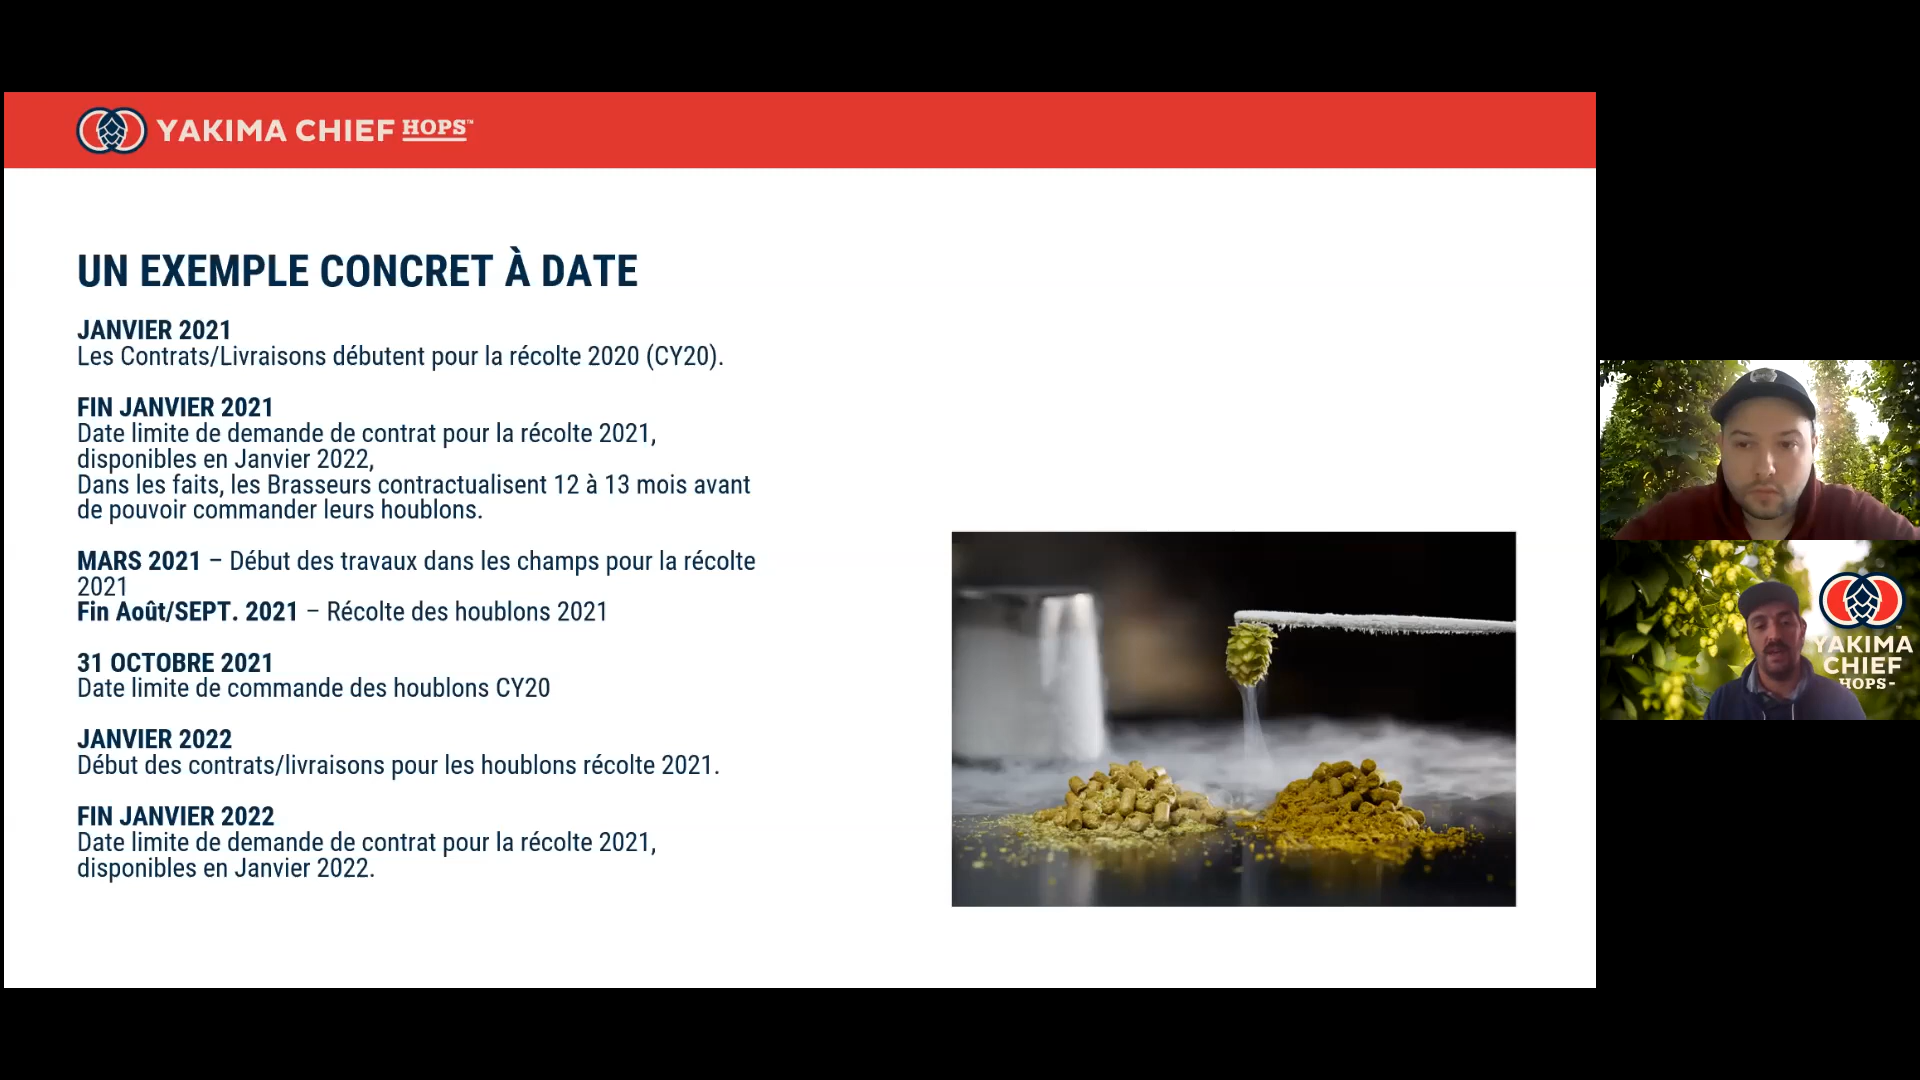 YAKIMA CHIEF HOPS™
UN EXEMPLE CONCRET À DATE
JANVIER 2021
Les Contrats/Livraisons débutent pour la récolte 2020 (CY20).
FIN JANVIER 2021
Date limite de demande de contrat pour la récolte 2021,
disponibles en Janvier 2022,
Dans les faits, les Brasseurs contractualisent 12 à 13 mois avant
de pouvoir commander leurs houblons.
MARS 2021 – Début des travaux dans les champs pour la récolte
2021
Fin Août/SEPT. 2021 – Récolte des houblons 2021
31 OCTOBRE 2021
Date limite de commande des houblons CY20
JANVIER 2022
Début des contrats/livraisons pour les houblons récolte 2021.
FIN JANVIER 2022
Date limite de demande de contrat pour la récolte 2021,
disponibles en Janvier 2022.
YAKIMA
CHIEF
HOPS